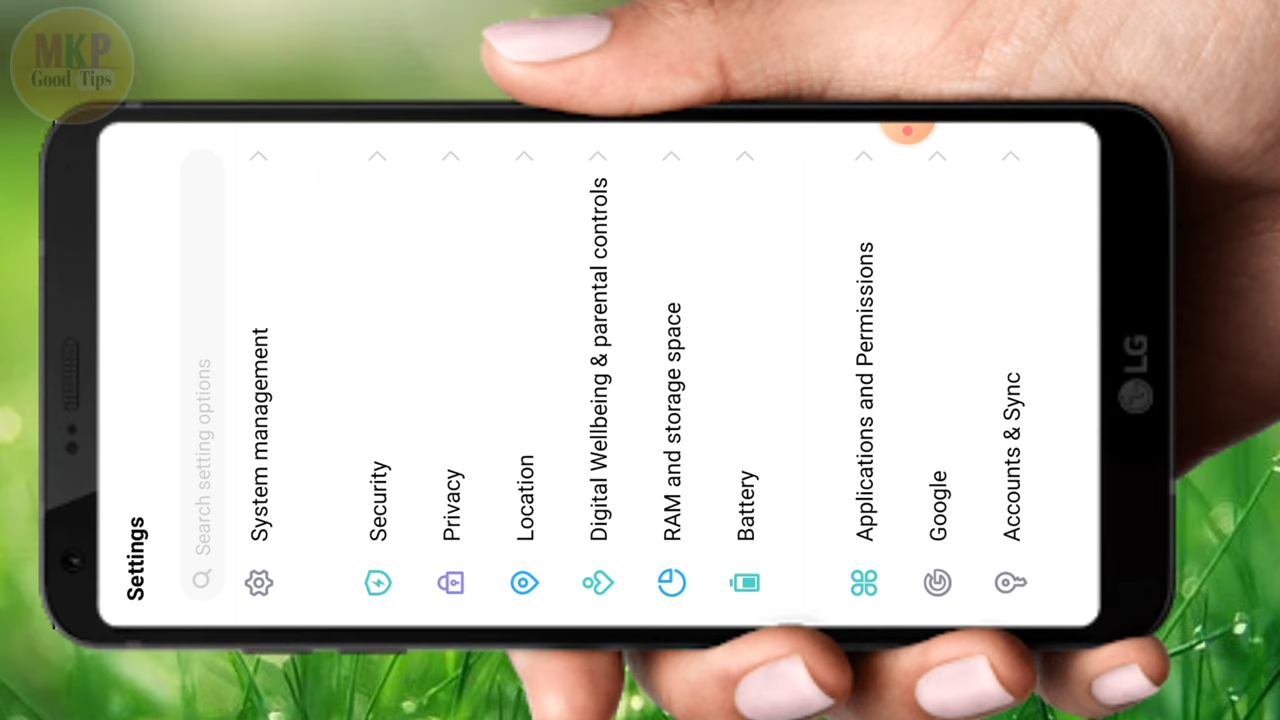 MKP
Good Tips
Settings
Search setting options
System management
Security
Privacy
Location
Digital Wellbeing & parental controls
RAM and storage space
Battery
Applications and Permissions
Google
Accounts & Sync
LG